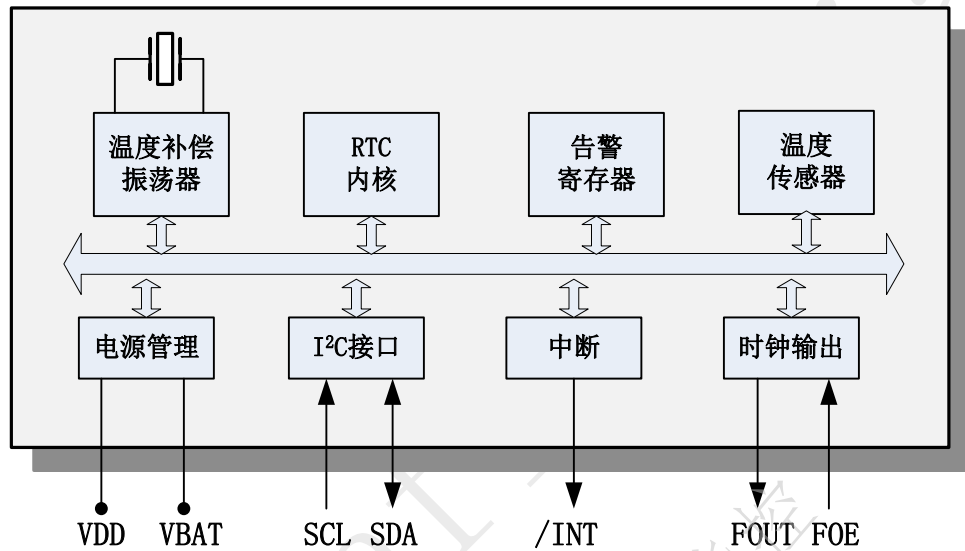 温度补偿
振荡器
RTC
内核
告警
寄存器
温度
传感器
电源管理
I²C接口
中断
时钟输出
VDD VBAT SCL SDA /INT FOUT FOE